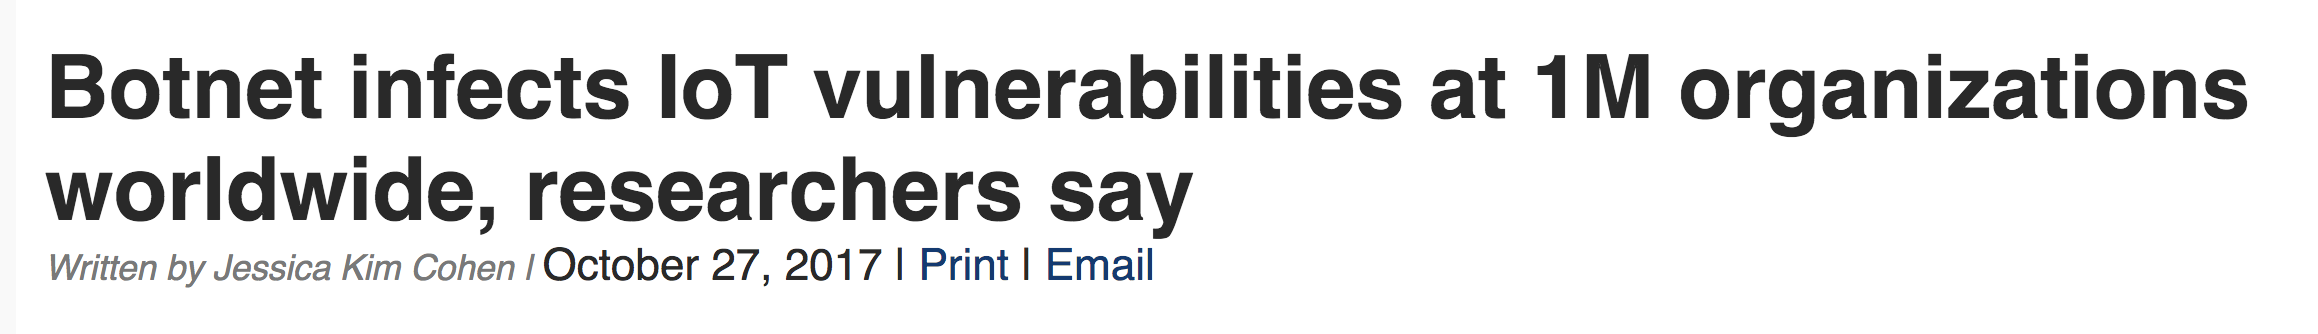 Botnet infects IoT vulnerabilities at 1M organizations
worldwide, researchers say
Written by Jessica Kim Cohen | October 27, 2017 | Print | Email